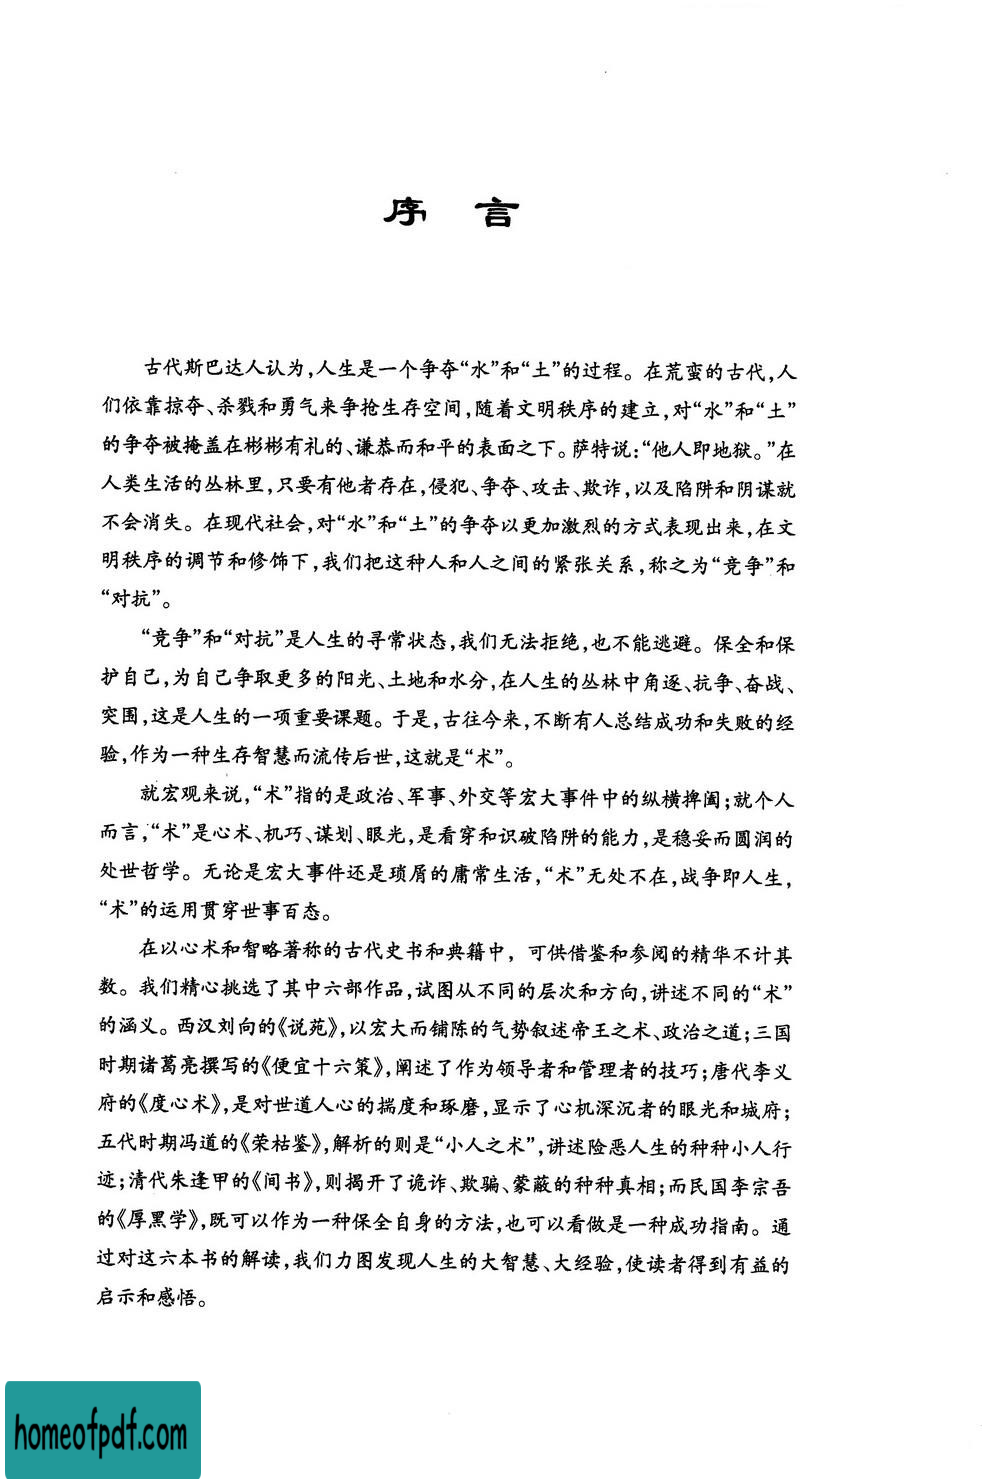 序 言
古代斯巴达人认为,人生是一个争夺“水”和“土”的过程。在荒蛮的古代,人
们依靠掠夺、杀戮和勇气来争抢生存空间,随着文明秩序的建立,对“水”和“土”
的争夺被掩盖在彬彬有礼的、谦恭而和平的表面之下。萨特说:“他人即地狱。”在
人类生活的丛林里,只要有他者存在,侵犯、争夺、攻击、欺诈,以及陷阱和阴谋就
不会消失。在现代社会,对“水”和“土”的争夺以更加激烈的方式表现出来,在文
明秩序的调节和修饰下,我们把这种人和人之间的紧张关系,称之为“竞争”和
“对抗”。
“竞争”和“对抗”是人生的寻常状态,我们无法拒绝,也不能逃避。保全和保
护自己,为自己争取更多的阳光、土地和水分,在人生的丛林中角逐、抗争、奋战、
突围,这是人生的一项重要课题。于是,古往今来,不断有人总结成功和失败的经
验,作为一种生存智慧而流传后世,这就是“术”。
就宏观来说,“术”指的是政治、军事、外交等宏大事件中的纵横捭阖;就个人
而言,“术”是心术、机巧、谋划、眼光,是看穿和识破陷阱的能力,是稳妥而圆润的
处世哲学。无论是宏大事件还是琐屑的庸常生活,“术”无处不在,战争即人生,
“术”的运用贯穿世事百态。
在以心术和智略著称的古代史书和典籍中,可供借鉴和参阅的精华不计其
数。我们精心挑选了其中六部作品,试图从不同的层次和方向,讲述不同的“术”
的涵义。西汉刘向的《说苑》,以宏大而铺陈的气势叙述帝王之术、政治之道;三国
时期诸葛亮撰写的《便宜十六策》,阐述了作为领导者和管理者的技巧;唐代李义
府的《度心术》,是对世道人心的揣度和琢磨,显示了心机深沉者的眼光和城府;
五代时期冯道的《荣枯鉴》,解析的则是“小人之术”,讲述险恶人生的种种小人行
迹;清代朱逢甲的《间书》,则揭开了诡诈、欺骗、蒙蔽的种种真相;而民国李宗吾
的《厚黑学》,既可以作为一种保全自身的方法,也可以看做是一种成功指南。通
过对这六本书的解读,我们力图发现人生的大智慧、大经验,使读者得到有益的
启示和感悟。
homeofpdf.com